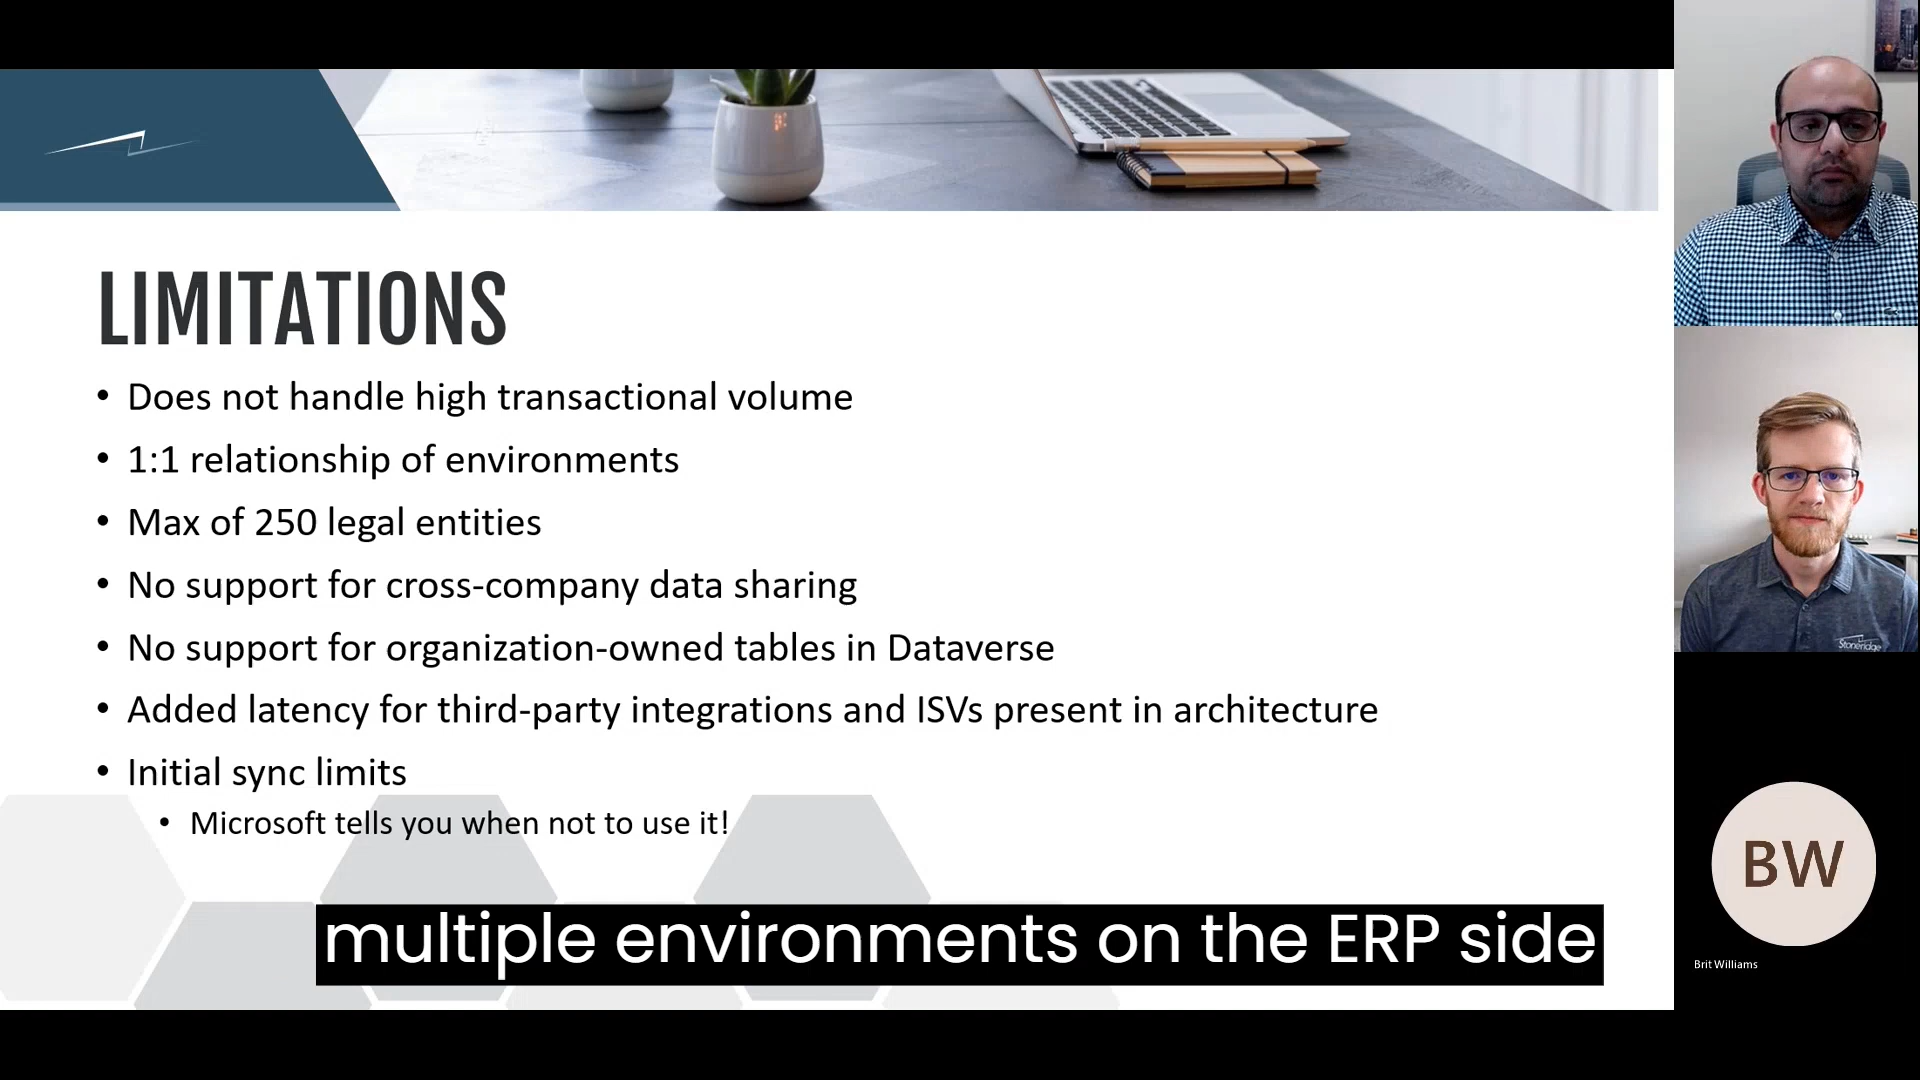 LIMITATIONS
• Does not handle high transactional volume
• 1:1 relationship of environments
• Max of 250 legal entities
• No support for cross-company data sharing
• No support for organization-owned tables in Dataverse
• Added latency for third-party integrations and ISVs present in architecture
• Initial sync limits
• Microsoft tells you when not to use it!
multiple environments on the ERP side
Stoneridge
BW
Brit Williams